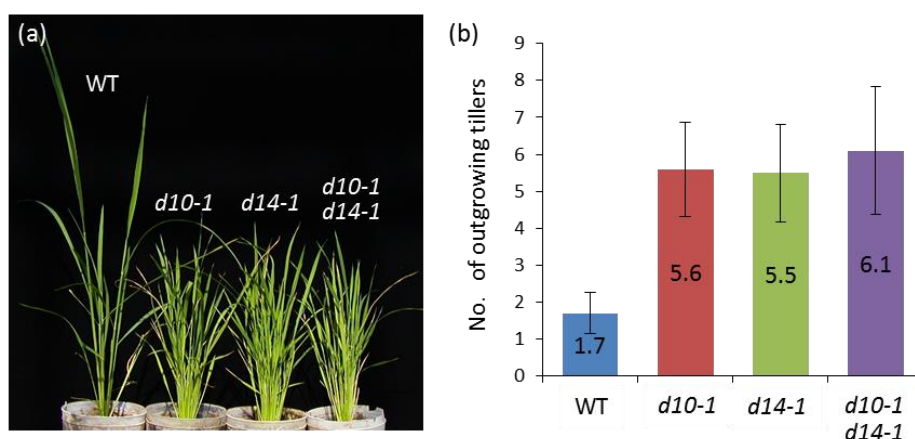 (a)
WT
d10-1
d14-1
d10-1
d14-1
(b)
No. of outgrowing tillers
9
8
7
6
5
4
3
2
1
0
1.7
5.6
5.5
6.1
WT
d10-1
d14-1
d10-1
d14-1